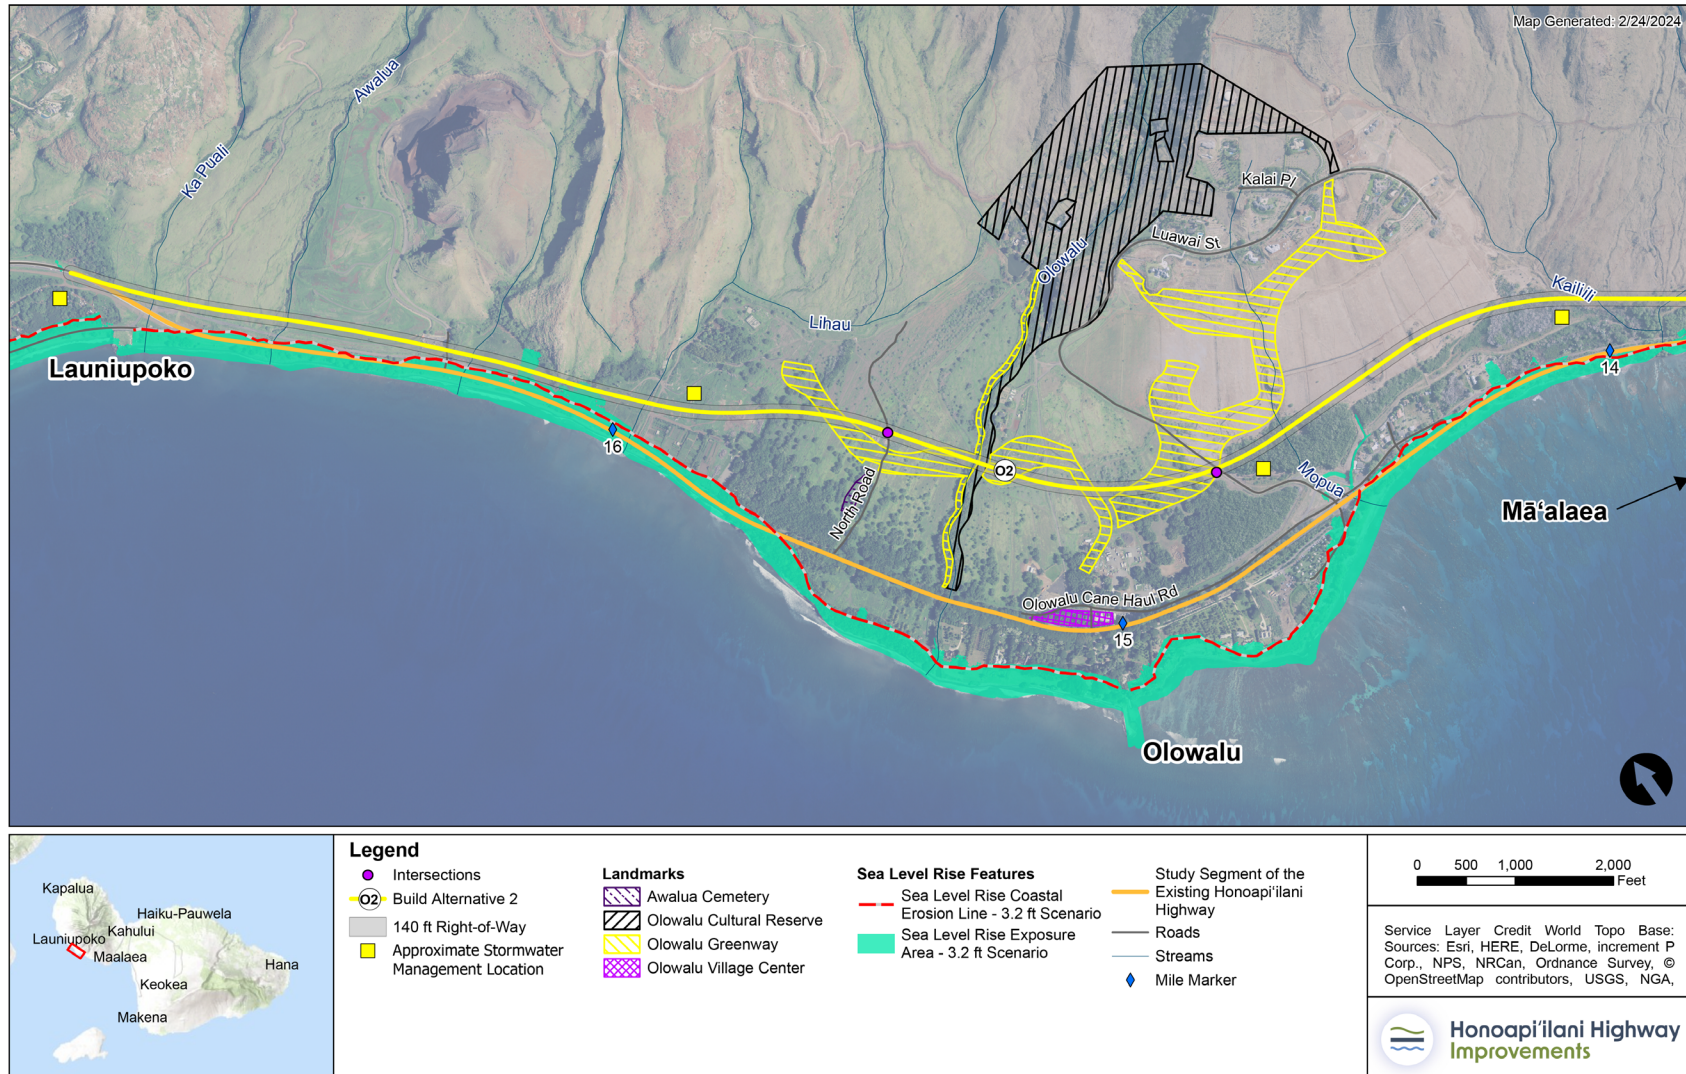 Map Generated: 2/24/2024
Awalua
Ka Puali
Kalai Pl
Luawai St
Olowalu
Kailiili
Lihau
Launiupoko
14
16
O2
Mopua
North Road
Mā‘alaea
Olowalu Cane Haul Rd
15
Olowalu
Kapalua
Haiku-Pauwela
Kahului
Launiupoko
Maalaea
Hana
Keokea
Makena
Legend
Intersections
O2 Build Alternative 2
140 ft Right-of-Way
Approximate Stormwater
Management Location
Landmarks
Awalua Cemetery
Olowalu Cultural Reserve
Olowalu Greenway
Olowalu Village Center
Sea Level Rise Features
Sea Level Rise Coastal
Erosion Line - 3.2 ft Scenario
Sea Level Rise Exposure
Area - 3.2 ft Scenario
Study Segment of the
Existing Honoapi‘ilani
Highway
Roads
Streams
Mile Marker
0 500 1,000 2,000
Feet
Service Layer Credit World Topo Base:
Sources: Esri, HERE, DeLorme, increment P
Corp., NPS, NRCan, Ordnance Survey, ©
OpenStreetMap contributors, USGS, NGA,
Honoapi‘ilani Highway
Improvements